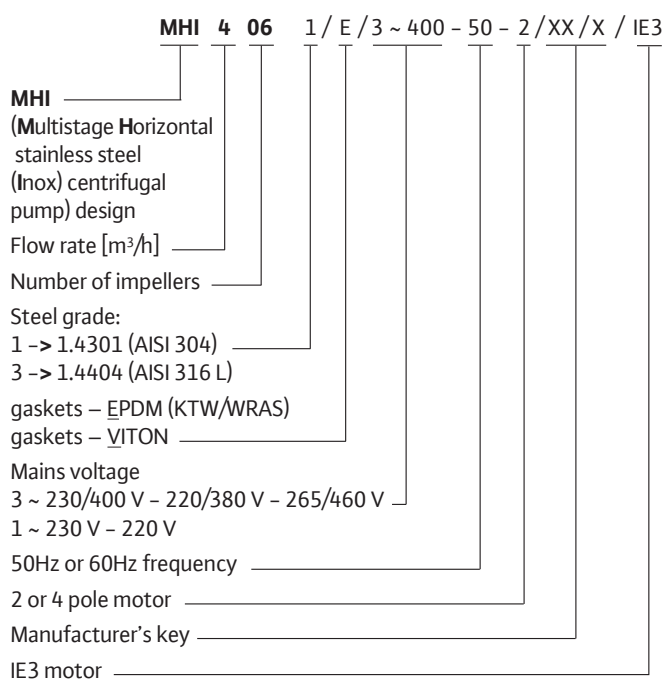 MHI 4 06 1 / E / 3 ~ 400 – 50 – 2 / XX / X / IE3
MHI
(Multistage Horizontal
stainless steel
(Inox) centrifugal
pump) design
Flow rate [m³/h]
Number of impellers
Steel grade:
1 –> 1.4301 (AISI 304)
3 –> 1.4404 (AISI 316 L)
gaskets – EPDM (KTW/WRAS)
gaskets – VITON
Mains voltage
3 ~ 230/400 V – 220/380 V – 265/460 V
1 ~ 230 V – 220 V
50Hz or 60Hz frequency
2 or 4 pole motor
Manufacturer's key
IE3 motor